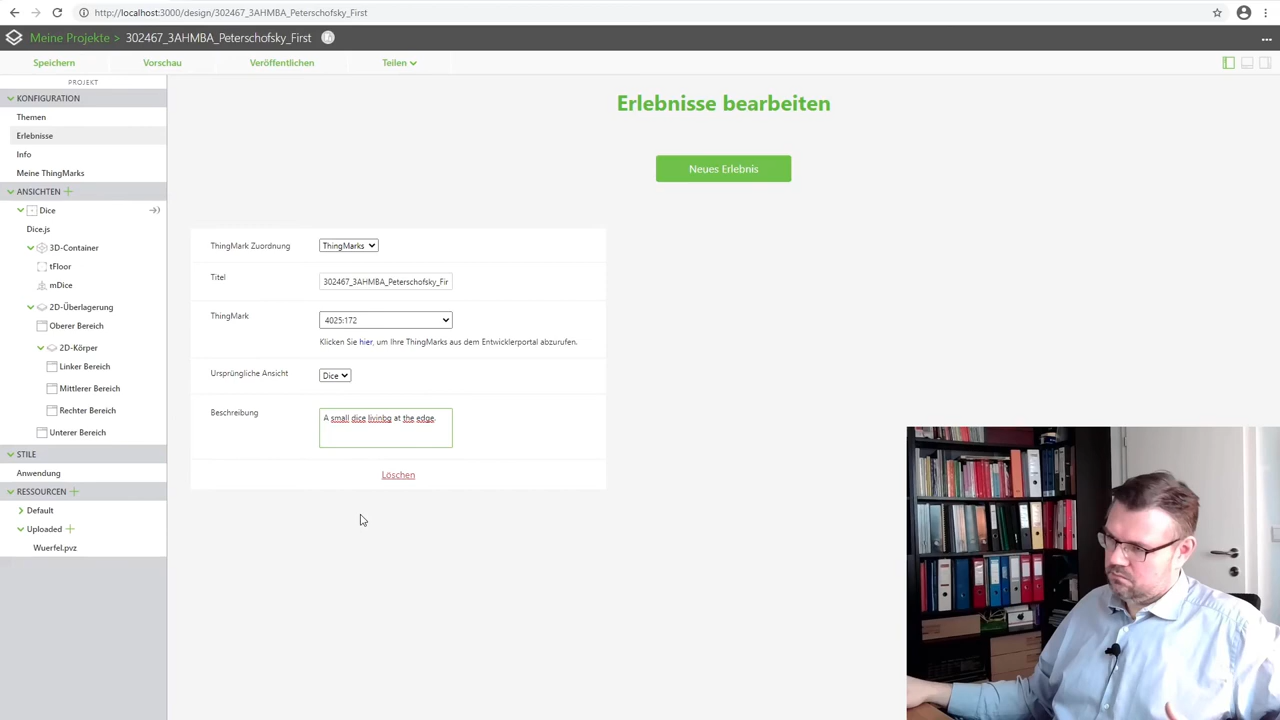 http://localhost:3000/design/302467_3AHMBA_Peterschofsky_First
Meine Projekte > 302467_3AHMBA_Peterschofsky_First
Speichern Vorschau Veröffentlichen Teilen
PROJEKT
KONFIGURATION
Themen
Erlebnisse
Info
Meine ThingMarks
ANSICHTEN
Dice
Dice.js
3D-Container
tFloor
mDice
2D-Überlagerung
Oberer Bereich
2D-Körper
Linker Bereich
Mittlerer Bereich
Rechter Bereich
Unterer Bereich
STILE
Anwendung
RESSOURCEN
Default
Uploaded
Wuerfel.pvz
Erlebnisse bearbeiten
Neues Erlebnis
ThingMark Zuordnung ThingMarks
Titel 302467_3AHMBA_Peterschofsky_Fir
ThingMark 4025:172
Klicken Sie hier, um Ihre ThingMarks aus dem Entwicklerportal abzurufen.
Ursprüngliche Ansicht Dice
Beschreibung A small dice livinbg at the edge.
Löschen